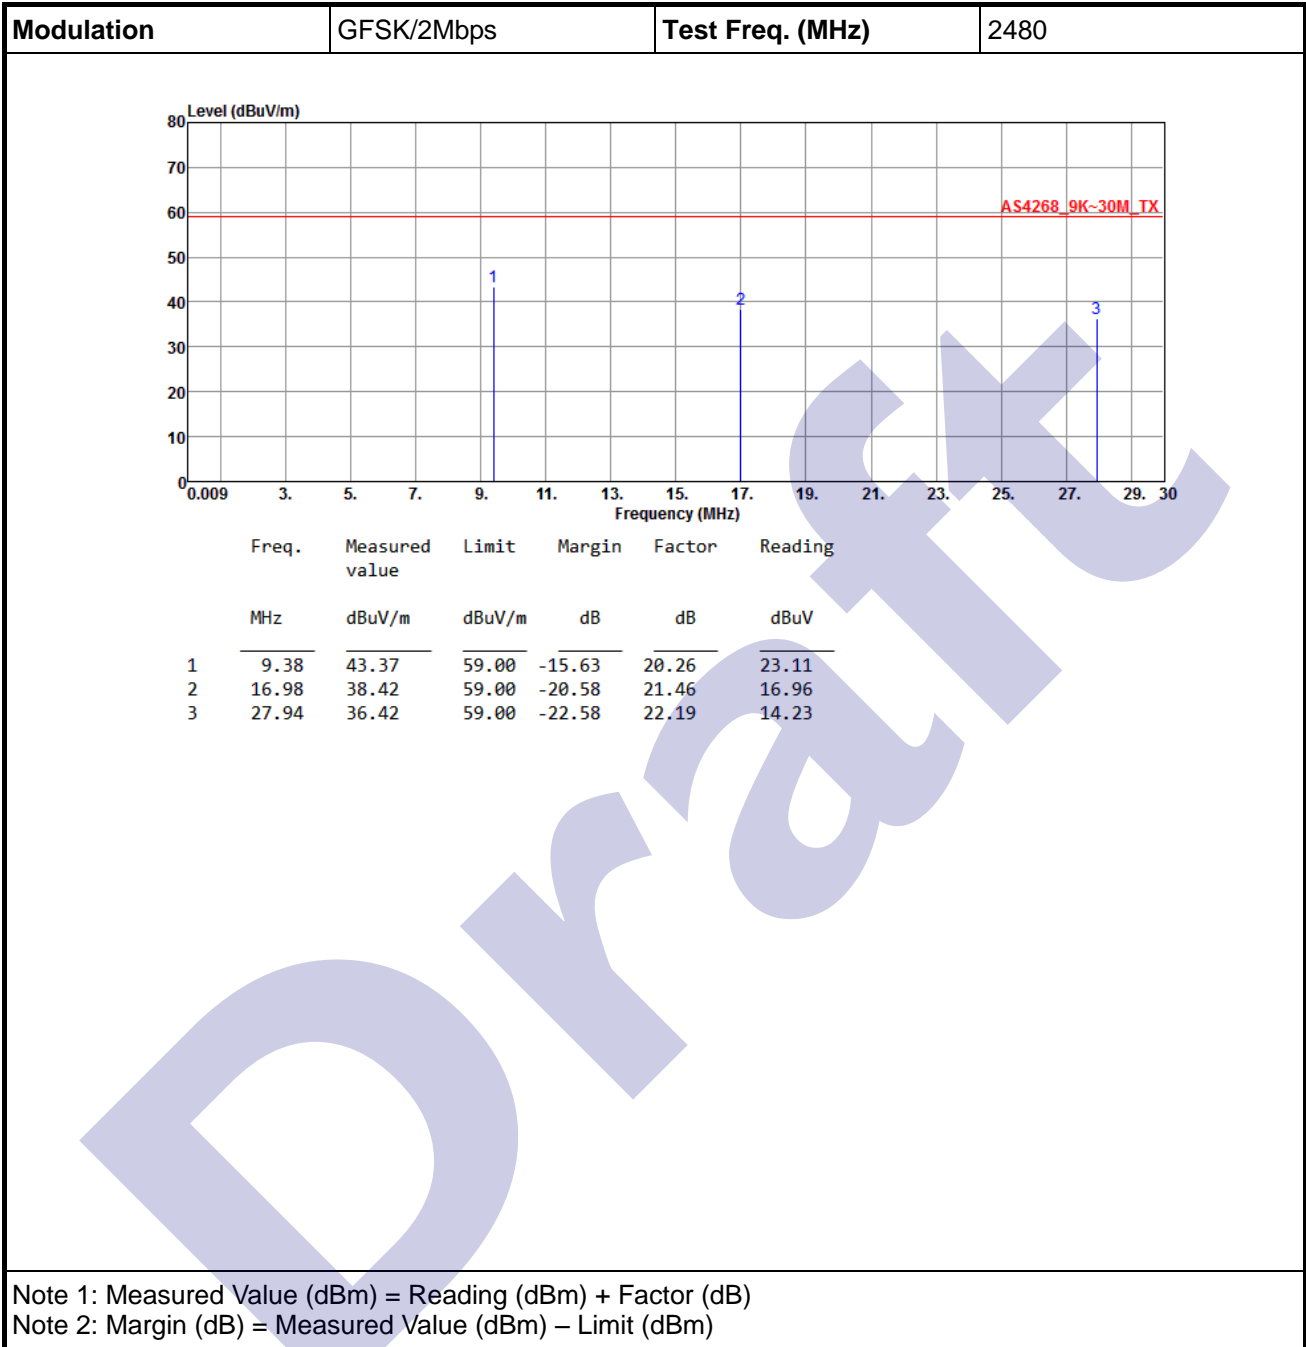 Modulation GFSK/2Mbps Test Freq. (MHz) 2480
Level (dBuV/m)
80
70
60
50
40
30
20
10
0
AS4268_9K~30M_TX
1
2
3
0.009 3. 5. 7. 9. 11. 13. 15. 17. 19. 21. 23. 25. 27. 29. 30
Frequency (MHz)
Freq. Measured Limit Margin Factor Reading
value
MHz dBuV/m dBuV/m dB dB dBuV
1 9.38 43.37 59.00 -15.63 20.26 23.11
2 16.98 38.42 59.00 -20.58 21.46 16.96
3 27.94 36.42 59.00 -22.58 22.19 14.23
Draft
Note 1: Measured Value (dBm) = Reading (dBm) + Factor (dB)
Note 2: Margin (dB) = Measured Value (dBm) – Limit (dBm)